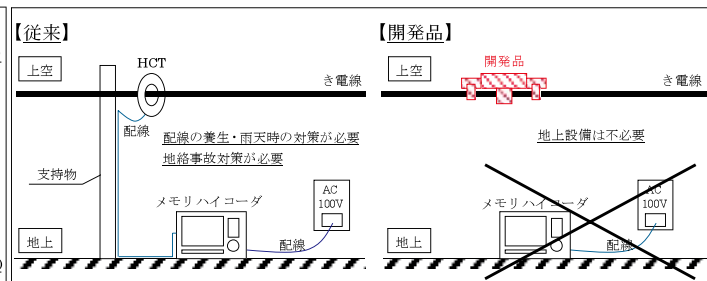 【従来】
上空
HCT
き電線
配線
配線の養生・雨天時の対策が必要
地絡事故対策が必要
支持物
メモリハイコーダ
AC
100V
地上
配線
【開発品】
上空
開発品
き電線
地上設備は不必要
メモリハイコーダ
AC
100V
地上
配線